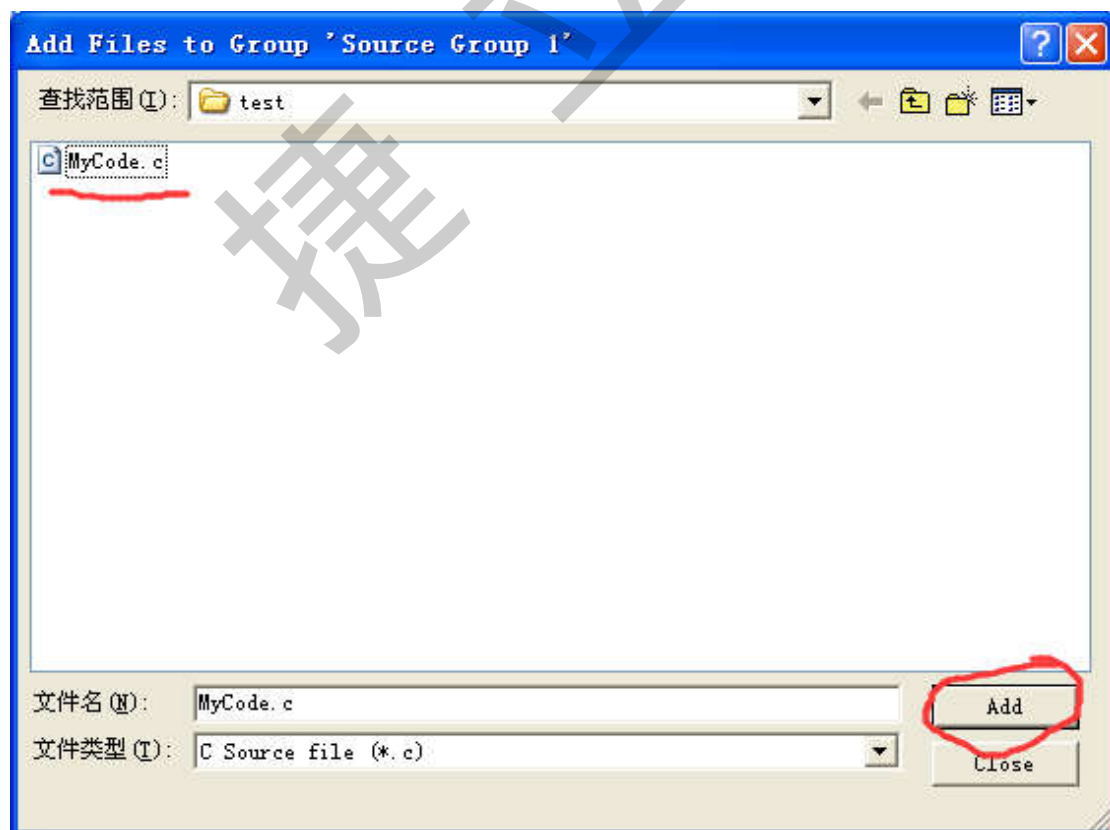 Add Files to Group 'Source Group 1'
查找范围(I): test
MyCode.c
捷
文件名(N): MyCode.c
Add
文件类型(T): C Source file (*.c)
Close